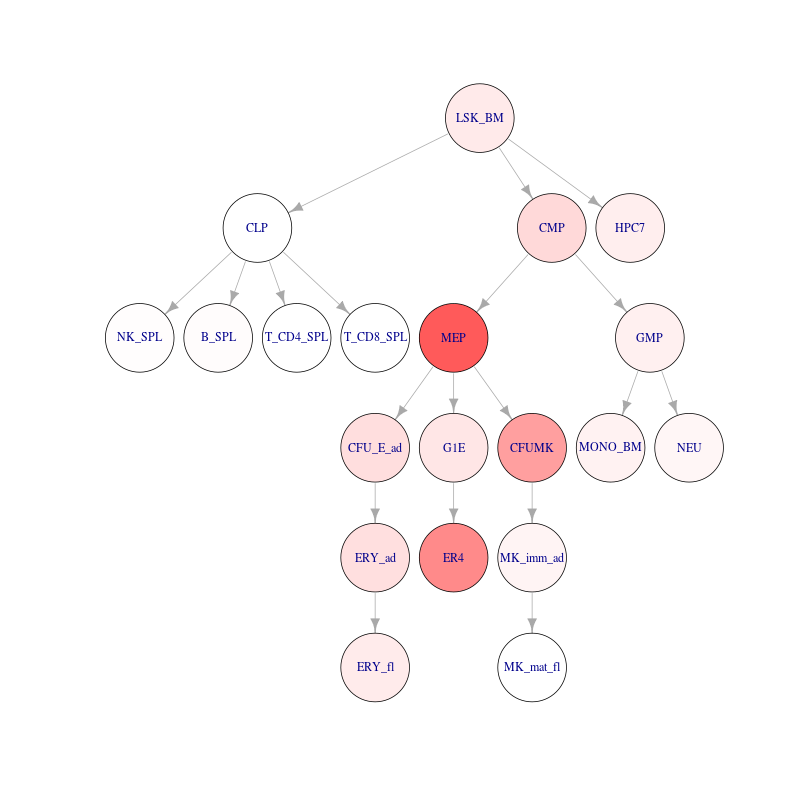 LSK_BM
CLP
CMP
HPC7
NK_SPL
B_SPL
T_CD4_SPL
T_CD8_SPL
MEP
GMP
CFU_E_ad
G1E
CFUMK
MONO_BM
NEU
ERY_ad
ER4
MK_imm_ad
ERY_fl
MK_mat_fl